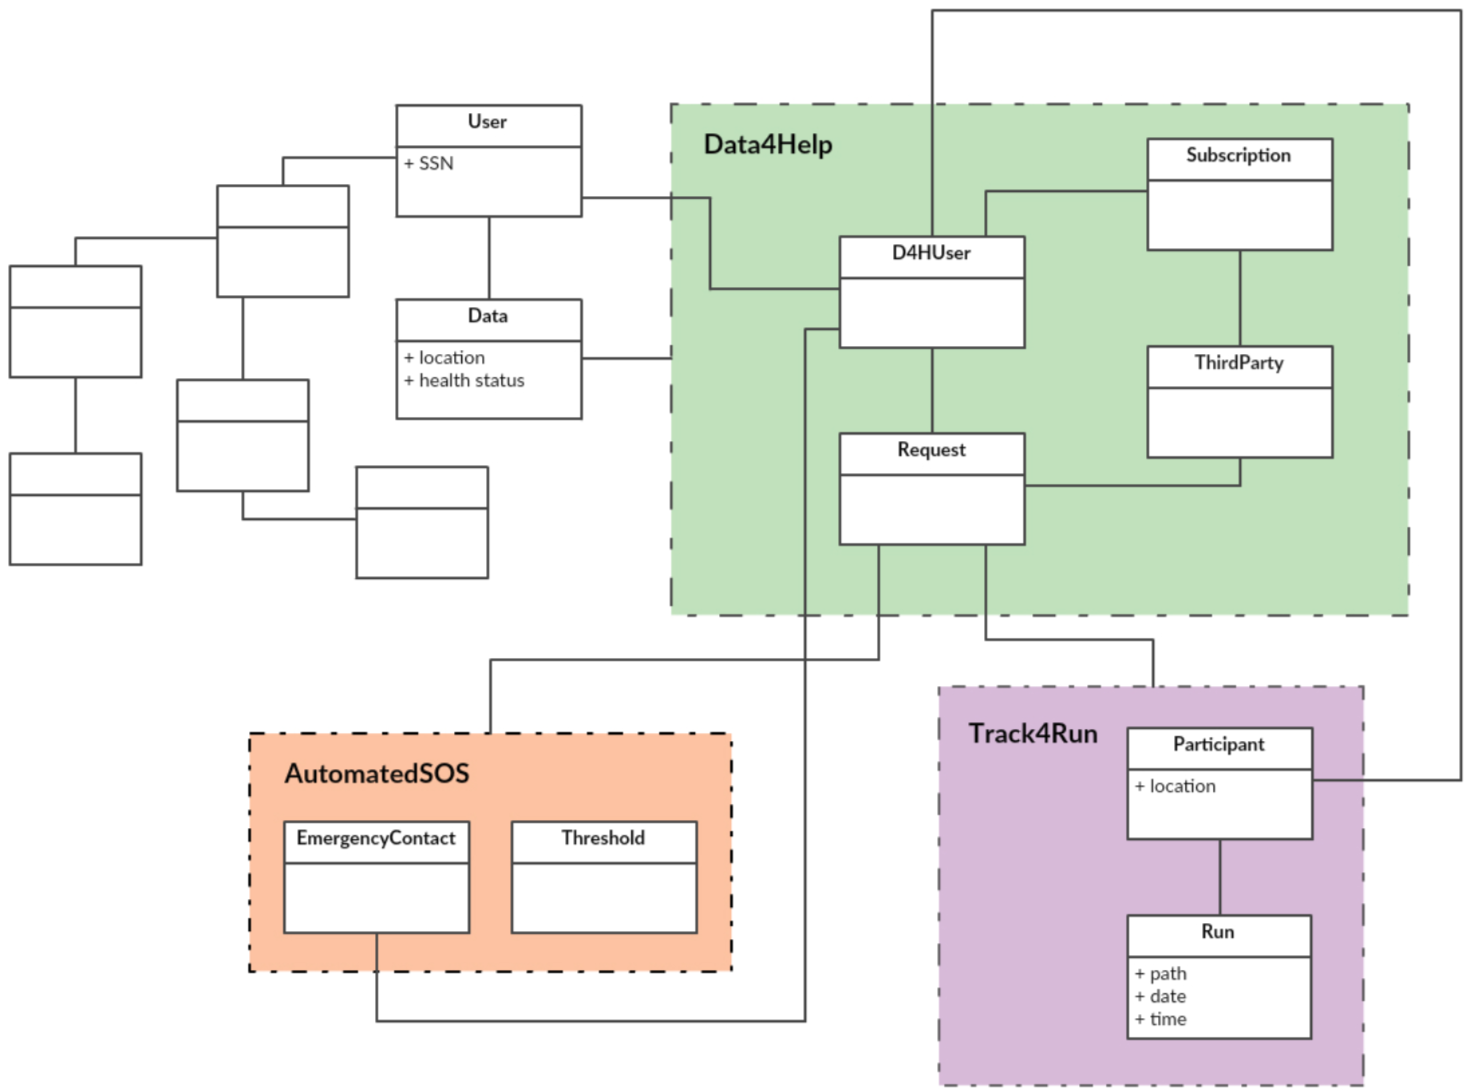 User
+ SSN
Data
+ location
+ health status
Data4Help
Subscription
D4HUser
ThirdParty
Request
AutomatedSOS
EmergencyContact
Threshold
Track4Run
Participant
+ location
Run
+ path
+ date
+ time